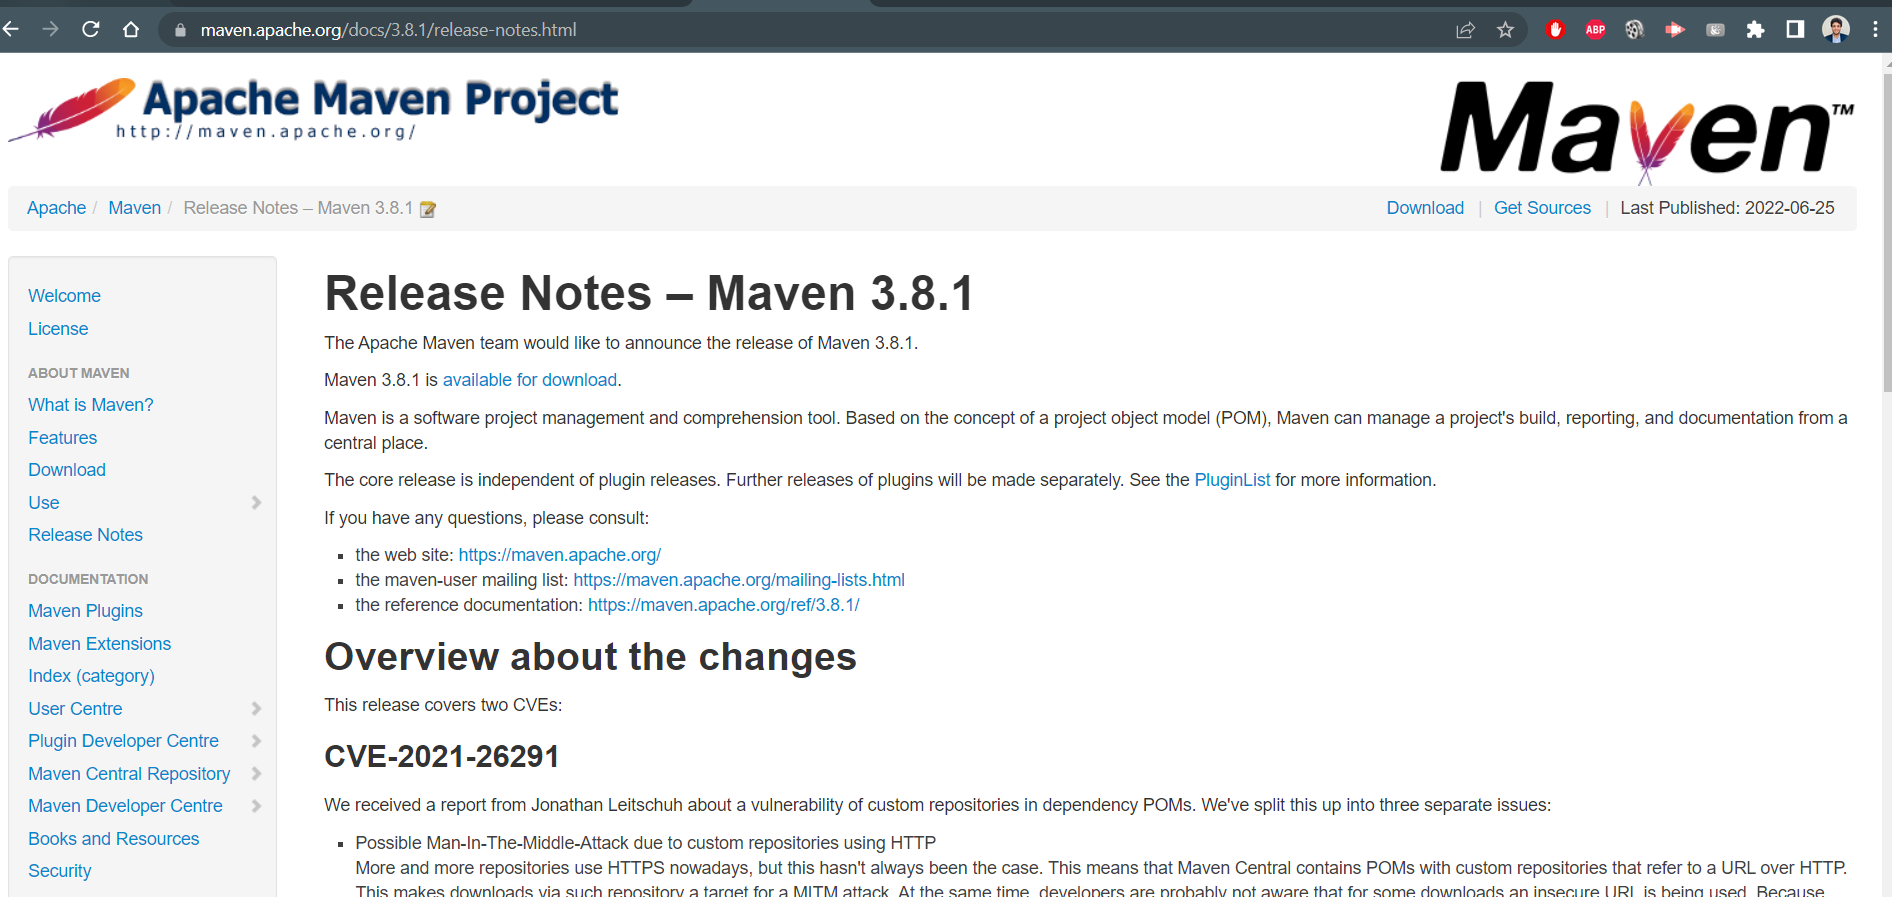 maven.apache.org/docs/3.8.1/release-notes.html
ABP
Apache Maven Project
http://maven.apache.org/
Maven™
Apache / Maven / Release Notes – Maven 3.8.1
Download | Get Sources | Last Published: 2022-06-25
Welcome
License
ABOUT MAVEN
What is Maven?
Features
Download
Use
Release Notes
DOCUMENTATION
Maven Plugins
Maven Extensions
Index (category)
User Centre
Plugin Developer Centre
Maven Central Repository
Maven Developer Centre
Books and Resources
Security
Release Notes – Maven 3.8.1
The Apache Maven team would like to announce the release of Maven 3.8.1.
Maven 3.8.1 is available for download.
Maven is a software project management and comprehension tool. Based on the concept of a project object model (POM), Maven can manage a project's build, reporting, and documentation from a
central place.
The core release is independent of plugin releases. Further releases of plugins will be made separately. See the PluginList for more information.
If you have any questions, please consult:
the web site: https://maven.apache.org/
the maven-user mailing list: https://maven.apache.org/mailing-lists.html
the reference documentation: https://maven.apache.org/ref/3.8.1/
Overview about the changes
This release covers two CVEs:
CVE-2021-26291
We received a report from Jonathan Leitschuh about a vulnerability of custom repositories in dependency POMs. We've split this up into three separate issues:
Possible Man-In-The-Middle-Attack due to custom repositories using HTTP
More and more repositories use HTTPS nowadays, but this hasn't always been the case. This means that Maven Central contains POMs with custom repositories that refer to a URL over HTTP.
This makes downloads via such repository a target for a MITM attack. At the same time, developers are probably not aware that for some downloads an insecure URL is being used. Because